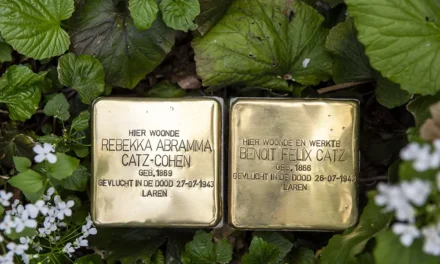 HIER WOONDE
REBEKKA ABRAMMA
CATZ-COHEN
GEB. 1869
GEVLUCHT IN DE DOOD 27-07-1943
LAREN
HIER WOONDE EN WERKTE
BENOIT FELIX CATZ
GEB. 1868
GEVLUCHT IN DE DOOD 26-07-1943
LAREN